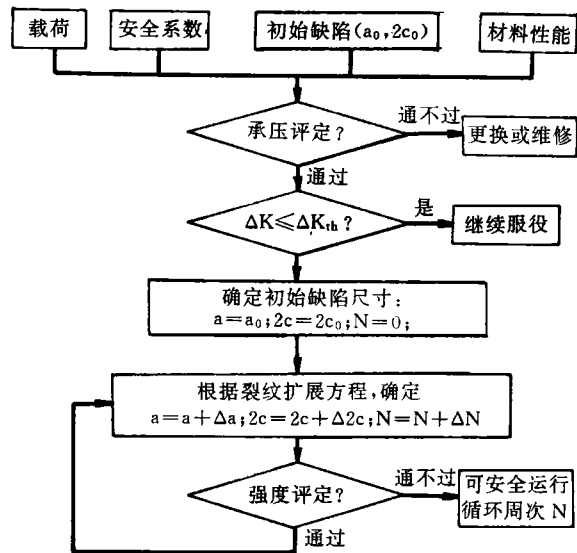 载荷
安全系数
初始缺陷(a₀,2c₀)
材料性能
承压评定?
通不过
更换或维修
通过
ΔK≤ΔKth?
是
继续服役
确定初始缺陷尺寸:
a=a₀;2c=2c₀;N=0;
根据裂纹扩展方程,确定
a=a+Δa;2c=2c+Δ2c;N=N+ΔN
强度评定?
通不过
可安全运行
循环周次 N
通过